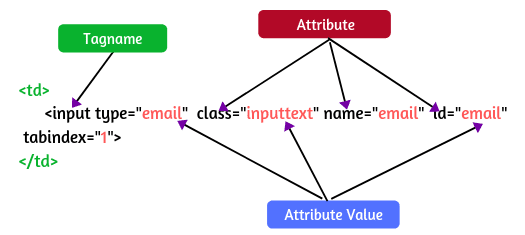 Attribute
Tagname
<td>
<input type="email" class="inputtext" name="email" id="email"
tabindex="1">
</td>
Attribute Value